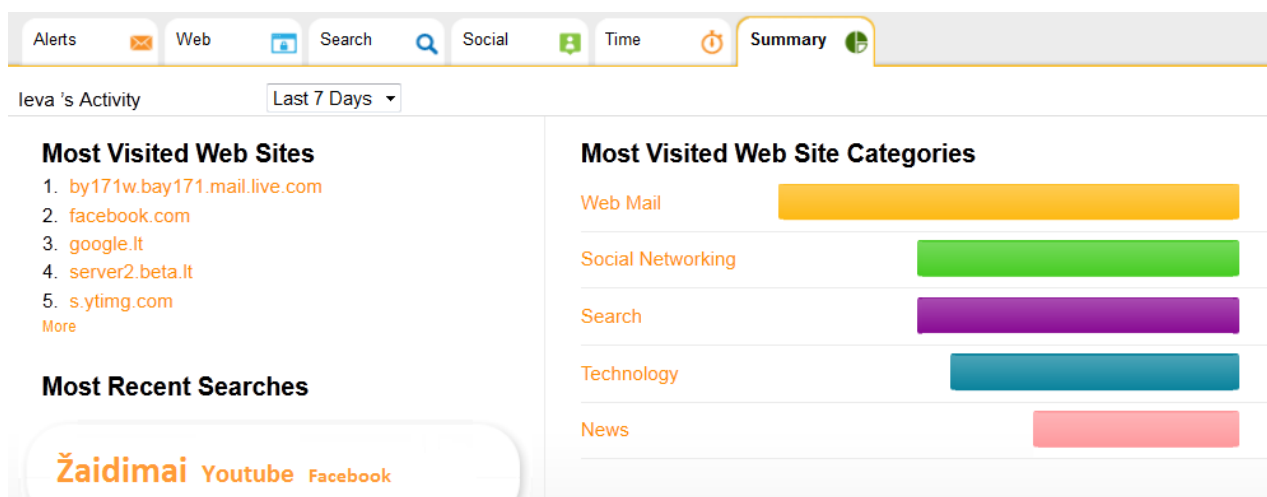 Alerts Web Search Social Time Summary
Ieva 's Activity Last 7 Days
Most Visited Web Sites
1. by171w.bay171.mail.live.com
2. facebook.com
3. google.lt
4. server2.beta.lt
5. s.ytimg.com
More
Most Recent Searches
Žaidimai Youtube Facebook
Most Visited Web Site Categories
Web Mail
Social Networking
Search
Technology
News